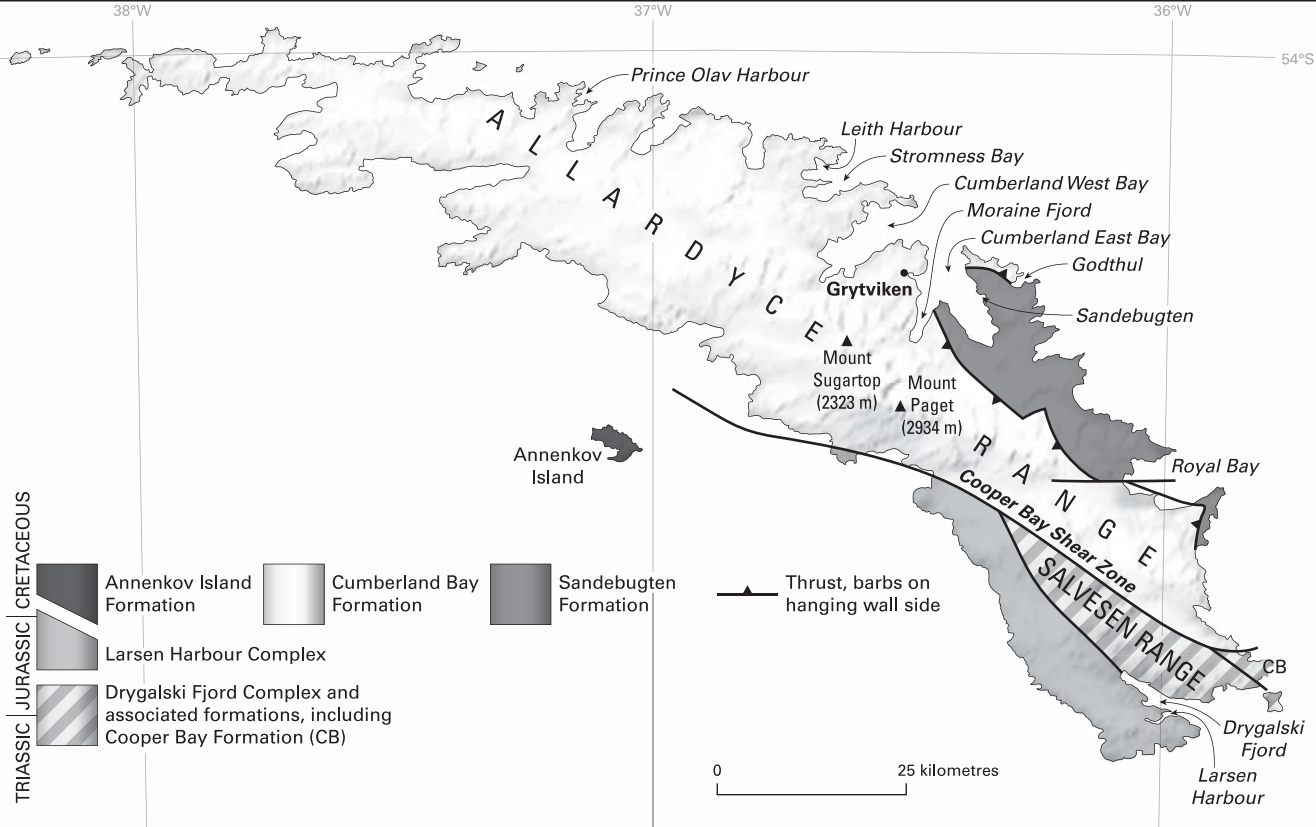 38°W
37°W
36°W
54°S
Prince Olav Harbour
ALLARDYCE
Leith Harbour
Stromness Bay
Cumberland West Bay
Moraine Fjord
Cumberland East Bay
Godthul
Grytviken
Sandebugten
Mount
Sugartop
(2323 m)
Mount
Paget
(2934 m)
RANGE
Annenkov
Island
Royal Bay
Cooper Bay Shear Zone
SALVESEN RANGE
CB
Drygalski
Fjord
Larsen
Harbour
TRIASSIC
JURASSIC
CRETACEOUS
Annenkov Island
Formation
Cumberland Bay
Formation
Sandebugten
Formation
Thrust, barbs on
hanging wall side
Larsen Harbour Complex
Drygalski Fjord Complex and
associated formations, including
Cooper Bay Formation (CB)
0
25 kilometres